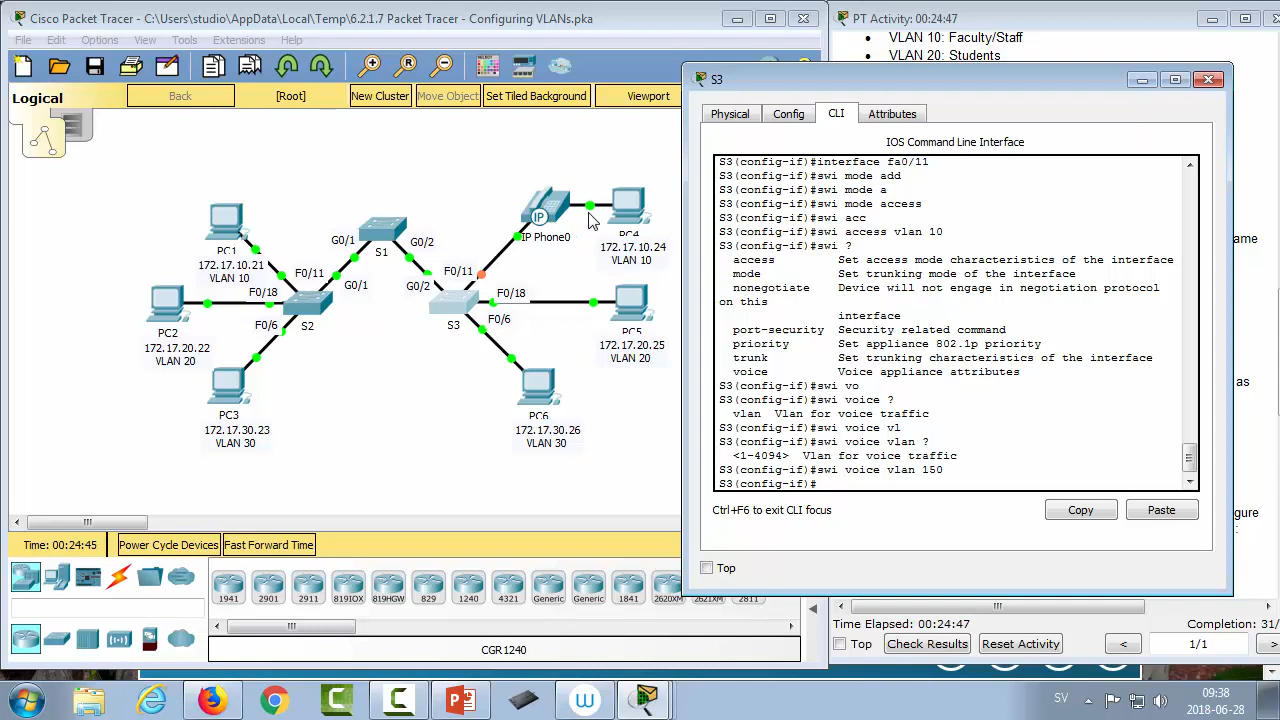 Cisco Packet Tracer - C:\Users\studio\AppData\Local\Temp\6.2.1.7 Packet Tracer - Configuring VLANs.pka
File Edit Options View Tools Extensions Help
Logical
Back
[Root]
New Cluster
Move Object
Set Tiled Background
Viewport
PC1
172.17.10.21
VLAN 10
F0/11
G0/1
S1
G0/2
G0/1
F0/18
PC2
172.17.20.22
VLAN 20
F0/6
S2
PC3
172.17.30.23
VLAN 30
IP
IP Phone0
PC4
172.17.10.24
VLAN 10
F0/11
G0/2
F0/18
S3
F0/6
PC5
172.17.20.25
VLAN 20
PC6
172.17.30.26
VLAN 30
Time: 00:24:45
Power Cycle Devices
Fast Forward Time
1941
2901
2911
819IOX
819HGW
829
1240
4321
Generic
Generic
1841
2620XM
2621XM
2811
CGR1240
PT Activity: 00:24:47
VLAN 10: Faculty/Staff
VLAN 20: Students
ame
as
gure
S3
Physical
Config
CLI
Attributes
IOS Command Line Interface
S3(config-if)#interface fa0/11
S3(config-if)#swi mode add
S3(config-if)#swi mode a
S3(config-if)#swi mode access
S3(config-if)#swi acc
S3(config-if)#swi access vlan 10
S3(config-if)#swi ?
access Set access mode characteristics of the interface
mode Set trunking mode of the interface
nonegotiate Device will not engage in negotiation protocol
on this
interface
port-security Security related command
priority Set appliance 802.1p priority
trunk Set trunking characteristics of the interface
voice Voice appliance attributes
S3(config-if)#swi vo
S3(config-if)#swi voice ?
vlan Vlan for voice traffic
S3(config-if)#swi voice vl
S3(config-if)#swi voice vlan ?
<1-4094> Vlan for voice traffic
S3(config-if)#swi voice vlan 150
S3(config-if)#
Ctrl+F6 to exit CLI focus
Copy
Paste
Top
Time Elapsed: 00:24:47
Completion: 31/
Top
Check Results
Reset Activity
<
1/1
>
SV
09:38
2018-06-28